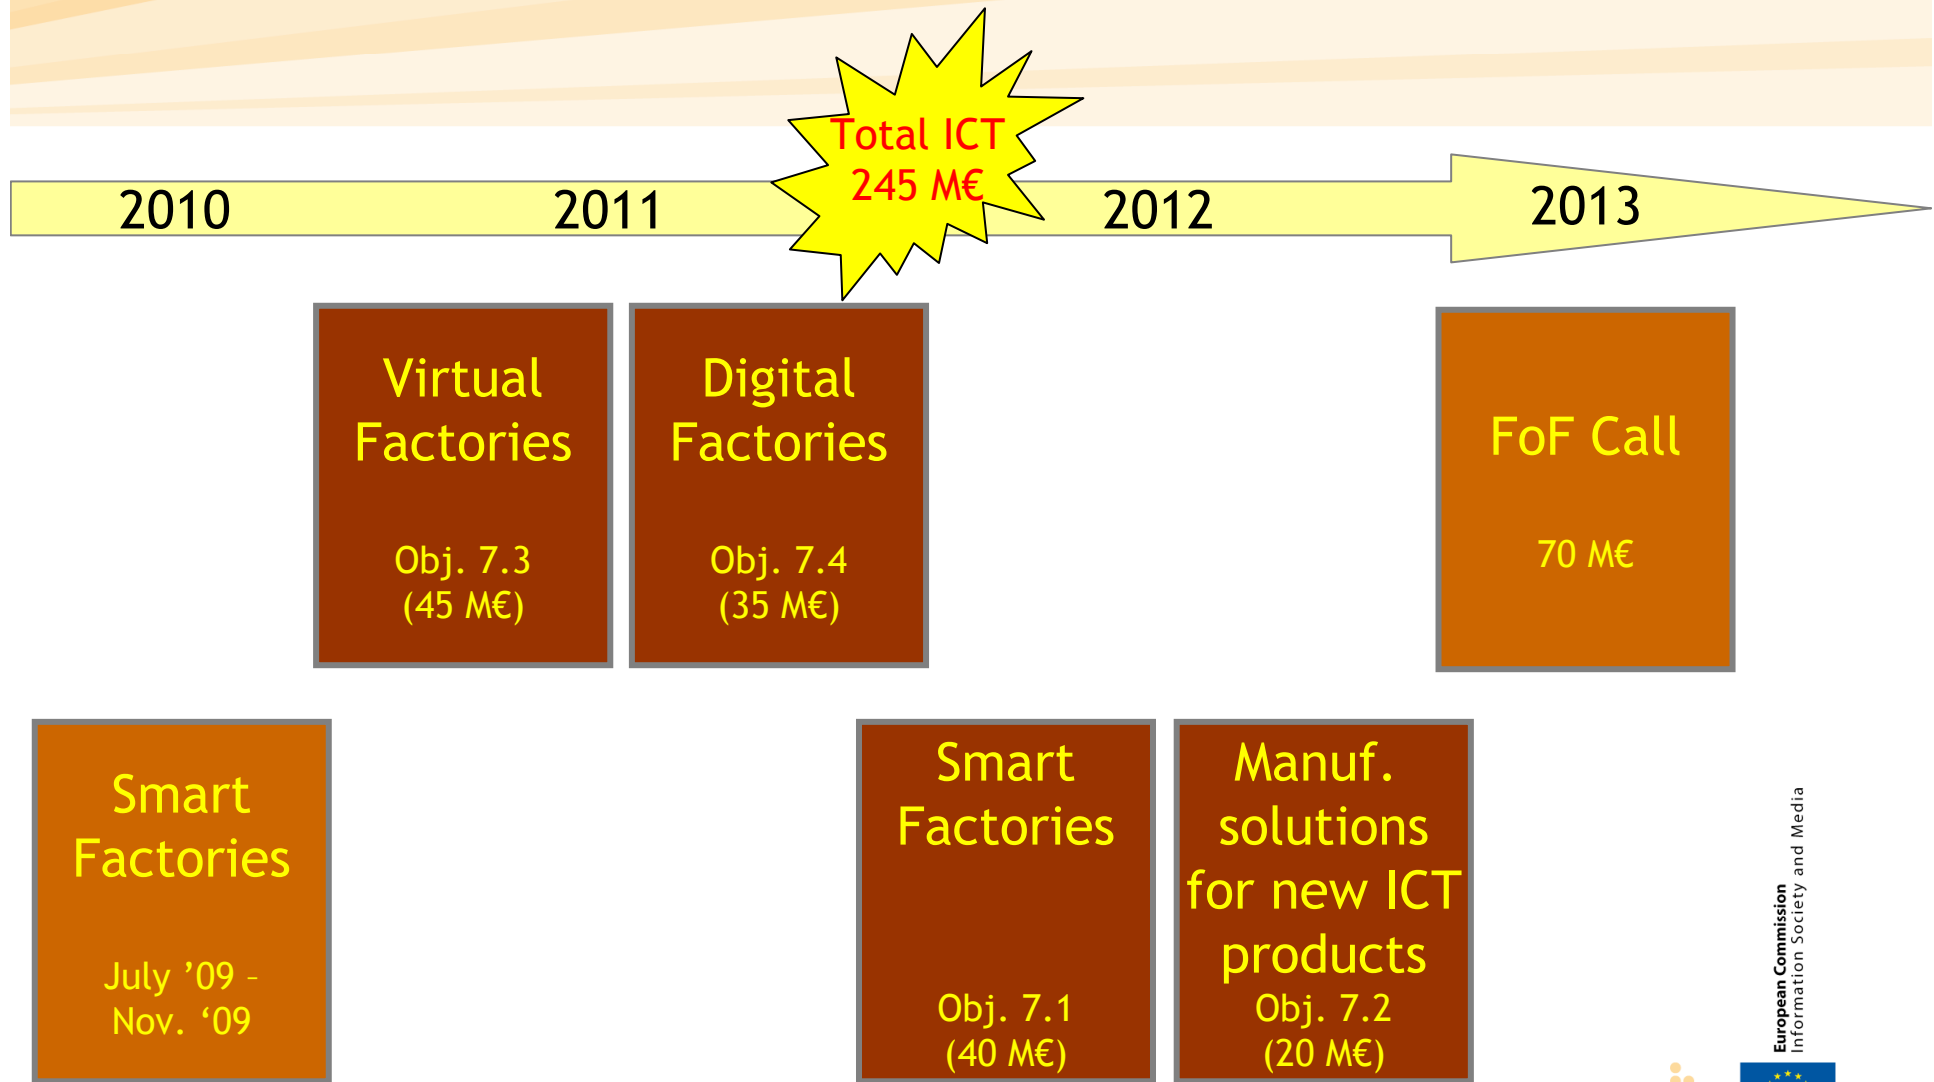 Total ICT
245 M€
2010
2011
2012
2013
Virtual
Factories
Obj. 7.3
(45 M€)
Digital
Factories
Obj. 7.4
(35 M€)
FoF Call
70 M€
Smart
Factories
July ’09 –
Nov. ‘09
Smart
Factories
Obj. 7.1
(40 M€)
Manuf.
solutions
for new ICT
products
Obj. 7.2
(20 M€)
European Commission
Information Society and Media